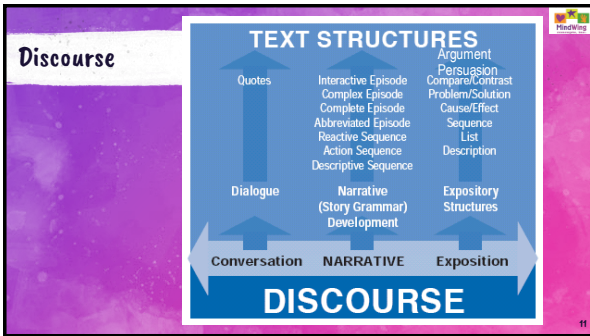 Discourse
MindWing
TEXT STRUCTURES
Quotes
Interactive Episode
Complex Episode
Complete Episode
Abbreviated Episode
Reactive Sequence
Action Sequence
Descriptive Sequence
Argument
Persuasion
Compare/Contrast
Problem/Solution
Cause/Effect
Sequence
List
Description
Dialogue
Narrative
(Story Grammar)
Development
Expository
Structures
Conversation NARRATIVE Exposition
DISCOURSE
11